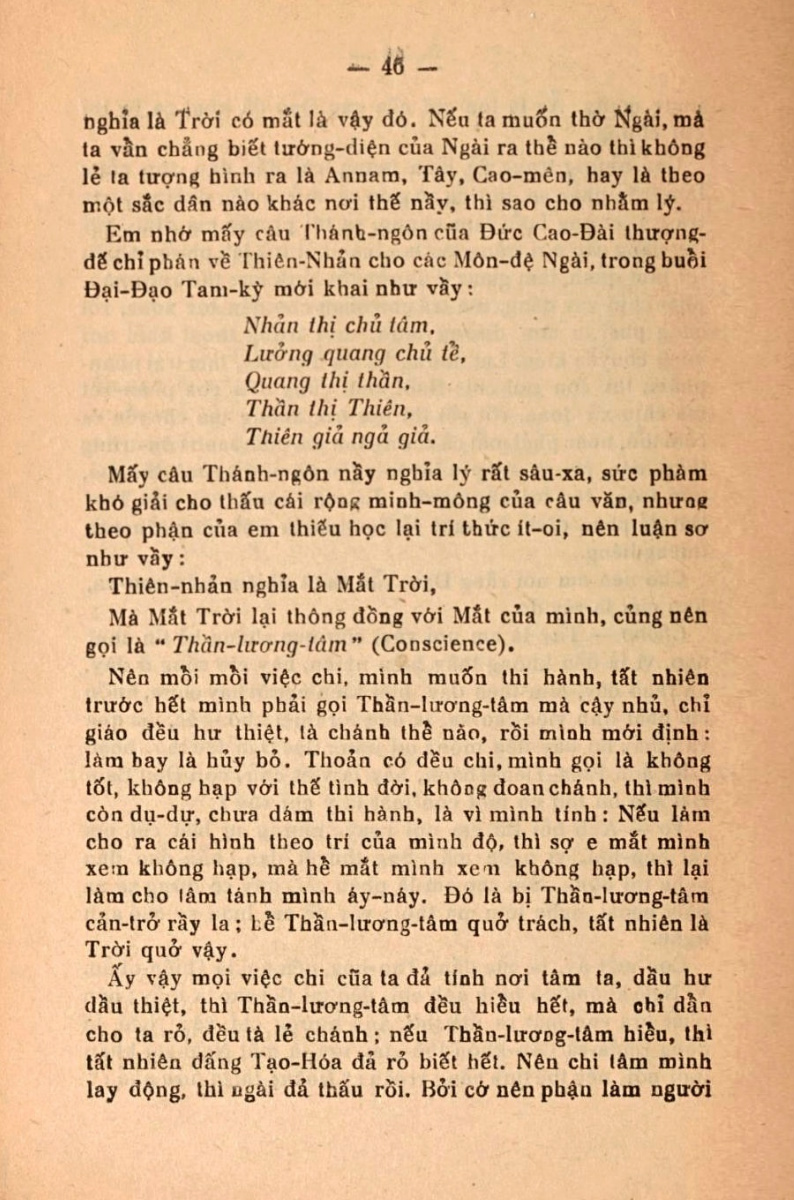 — 46 —
nghĩa là Trời có mắt là vậy đó. Nếu ta muốn thờ Ngài, mà
ta vẫn chẳng biết tướng-diện của Ngài ra thề nào thì không
lẻ ta tượng hình ra là Annam, Tây, Cao-mên, hay là theo
một sắc dân nào khác nơi thế nầy, thì sao cho nhằm lý.
Em nhớ mấy câu Thánh-ngôn cũa Đức Cao-Đài thượng-
đế chỉ phán về Thiên-Nhản cho các Môn-đệ Ngài, trong buổi
Đại-Đạo Tam-kỳ mới khai như vầy :
Nhản thị chủ tâm,
Lưởng quang chủ tề,
Quang thị thần,
Thần thị Thiên,
Thiên giả ngả giả.
Mấy câu Thánh-ngôn nầy nghĩa lý rất sâu-xa, sức phàm
khó giải cho thấu cái rộng minh-mông của câu văn, nhưng
theo phận của em thiếu học lại trí thức ít-oi, nên luận sơ
như vầy :
Thiên-nhản nghĩa là Mắt Trời,
Mà Mắt Trời lại thông đồng với Mắt của mình, củng nên
gọi là " Thần-lương-tâm " (Conscience).
Nên mồi mồi việc chi, mình muốn thi hành, tất nhiên
trước hết mình phải gọi Thần-lương-tâm mà cậy nhủ, chỉ
giáo đều hư thiệt, tà chánh thề nào, rồi mình mới định :
làm hay là hủy bỏ. Thoản có đều chi, mình gọi là không
tốt, không hạp với thế tình đời, không đoan chánh, thì mình
còn dụ-dự, chưa dám thi hành, là vì mình tính : Nếu làm
cho ra cái hình theo trí của mình độ, thì sợ e mắt mình
xem không hạp, mà hề mắt mình xem không hạp, thì lại
làm cho tâm tánh mình áy-náy. Đó là bị Thần-lương-tâm
cản-trở rầy la ; hề Thần-lương-tâm quở trách, tất nhiên là
Trời quở vậy.
Ấy vậy mọi việc chi cũa ta đả tính nơi tâm ta, dầu hư
dầu thiệt, thì Thần-lương-tâm đều hiểu hết, mà chỉ dẫn
cho ta rỏ, đều tà lẻ chánh ; nếu Thần-lương-tâm hiểu, thì
tất nhiên đấng Tạo-Hóa đả rỏ biết hết. Nên chi tâm mình
lay động, thì ngài đả thấu rồi. Bởi cớ nên phận làm người